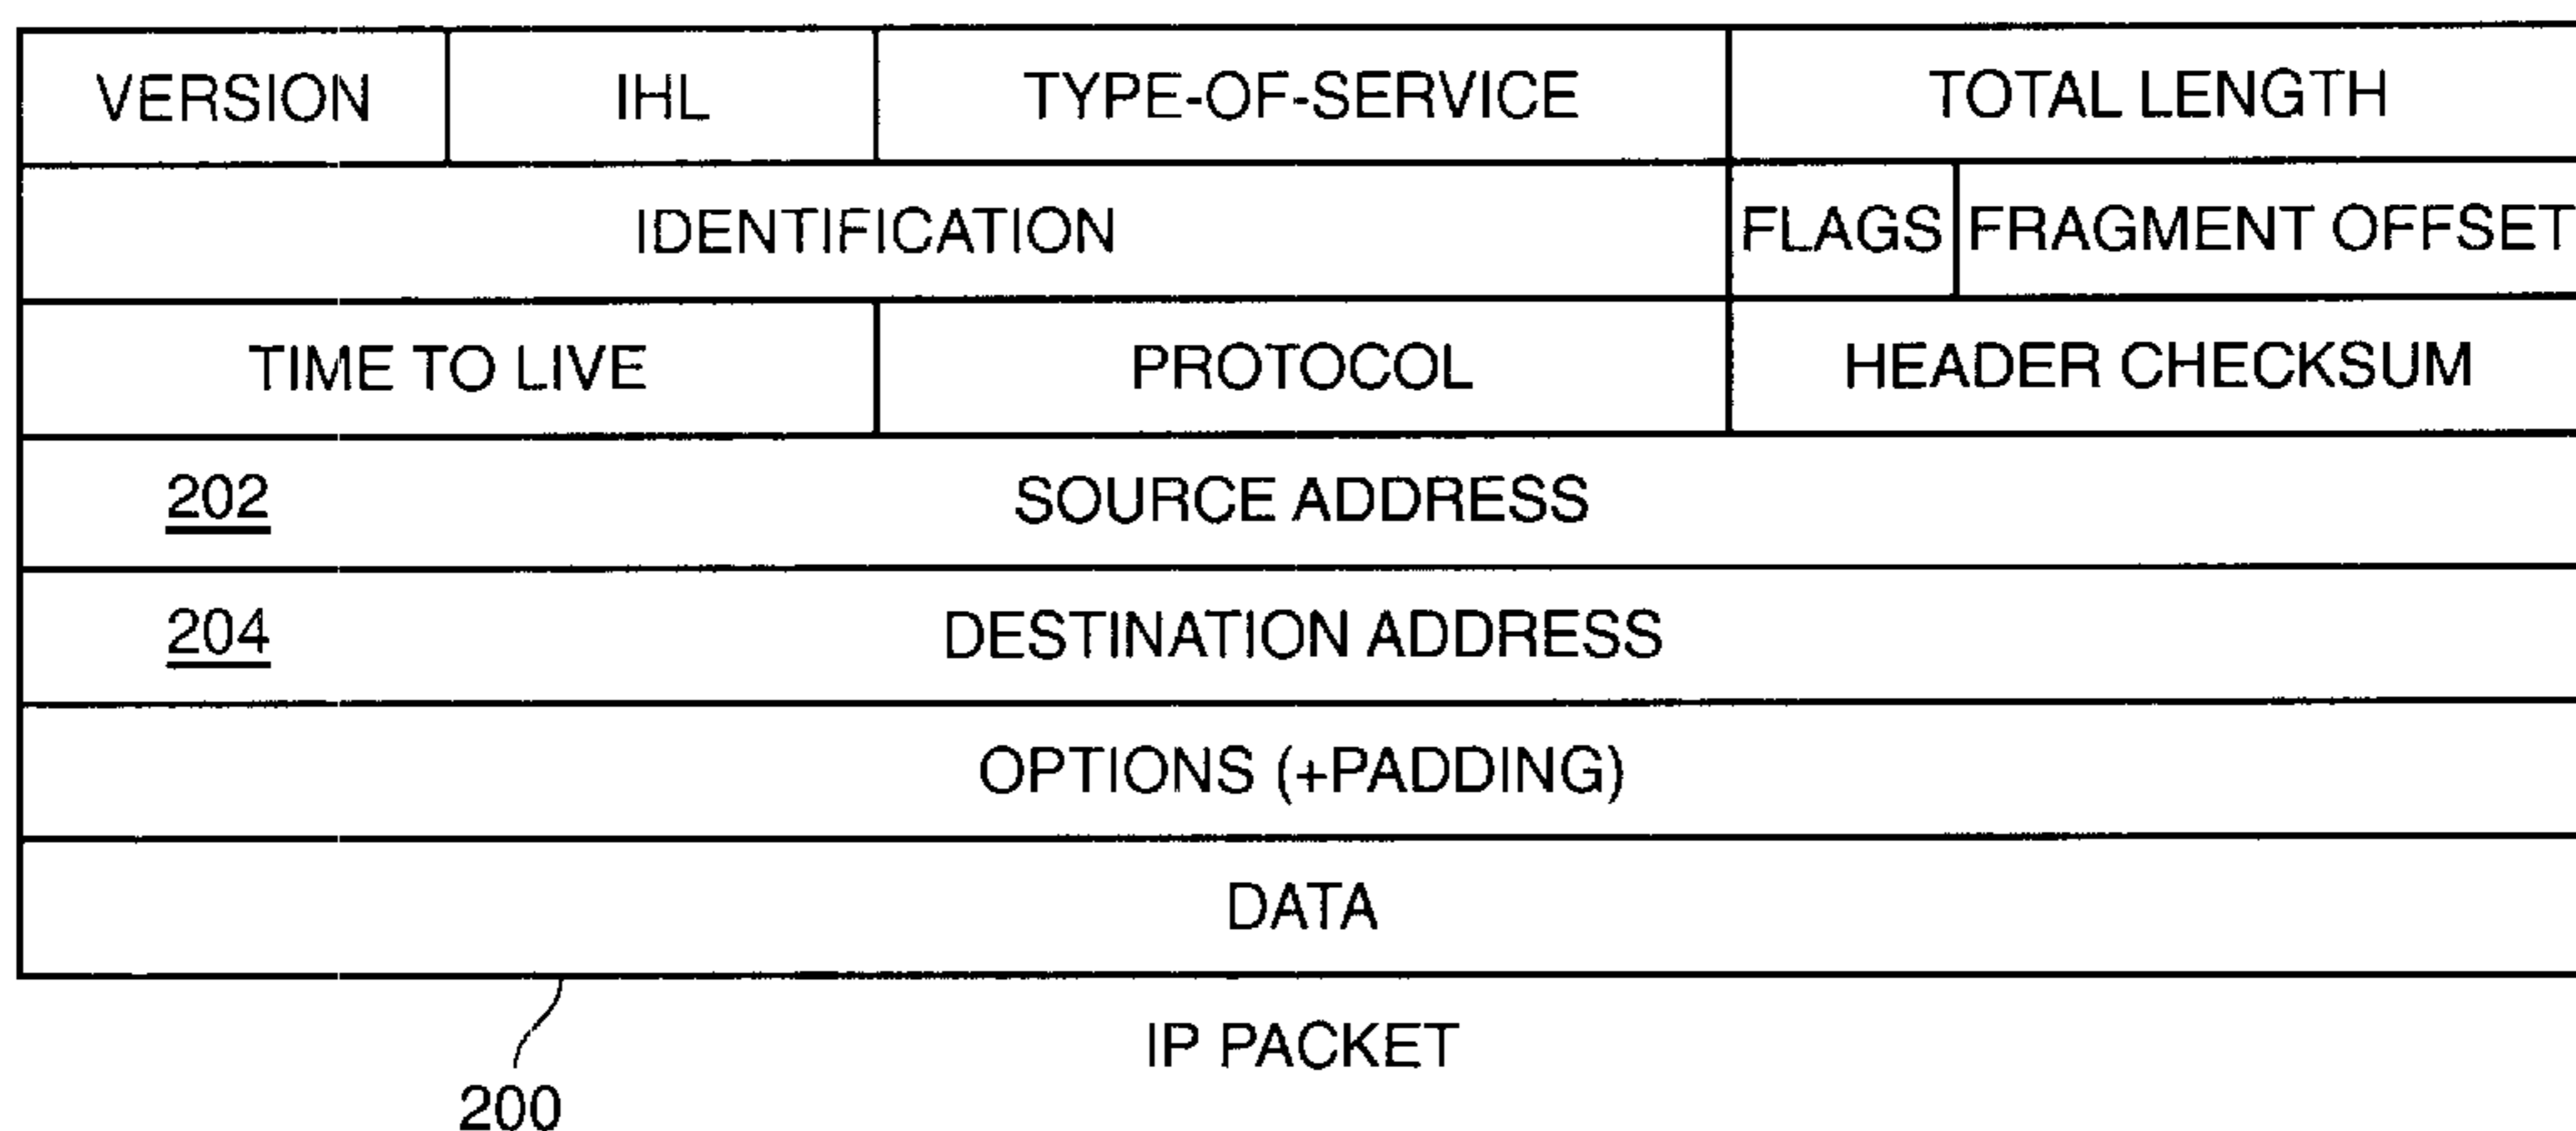 VERSION IHL TYPE-OF-SERVICE TOTAL LENGTH
IDENTIFICATION FLAGS FRAGMENT OFFSET
TIME TO LIVE PROTOCOL HEADER CHECKSUM
202 SOURCE ADDRESS
204 DESTINATION ADDRESS
OPTIONS (+PADDING)
DATA
IP PACKET
200